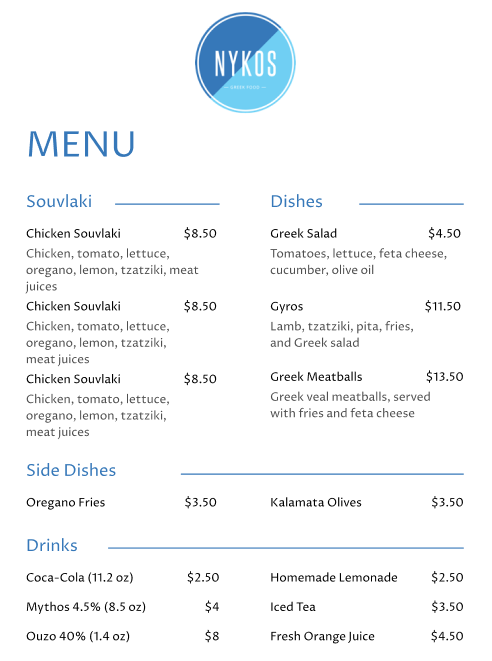 NYKOS
GREEK FOOD
MENU
Souvlaki
Chicken Souvlaki $8.50
Chicken, tomato, lettuce,
oregano, lemon, tzatziki, meat
juices
Chicken Souvlaki $8.50
Chicken, tomato, lettuce,
oregano, lemon, tzatziki,
meat juices
Chicken Souvlaki $8.50
Chicken, tomato, lettuce,
oregano, lemon, tzatziki,
meat juices
Dishes
Greek Salad $4.50
Tomatoes, lettuce, feta cheese,
cucumber, olive oil
Gyros $11.50
Lamb, tzatziki, pita, fries,
and Greek salad
Greek Meatballs $13.50
Greek veal meatballs, served
with fries and feta cheese
Side Dishes
Oregano Fries $3.50
Kalamata Olives $3.50
Drinks
Coca-Cola (11.2 oz) $2.50
Homemade Lemonade $2.50
Mythos 4.5% (8.5 oz) $4
Iced Tea $3.50
Ouzo 40% (1.4 oz) $8
Fresh Orange Juice $4.50